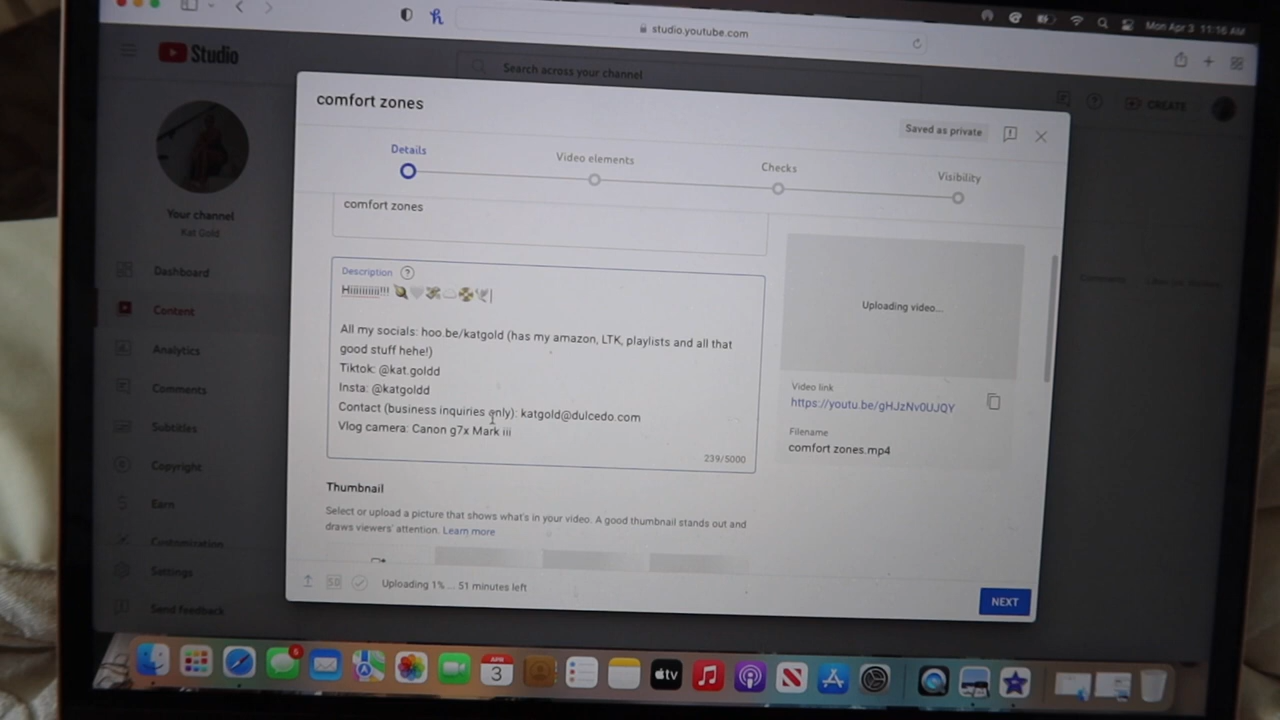 Mon Apr 3 11:16 AM
studio.youtube.com
Studio
Search across your channel
CREATE
comfort zones
Saved as private
Details
Video elements
Checks
Visibility
Your channel
Kat Gold
Dashboard
Content
Analytics
Comments
Subtitles
Copyright
Earn
Customization
Settings
Send feedback
comfort zones
Description ?
All my socials: hoo.be/katgold (has my amazon, LTK, playlists and all that
good stuff hehe!)
Tiktok: @kat.goldd
Insta: @katgoldd
Contact (business inquiries only): katgold@dulcedo.com
Vlog camera: Canon g7x Mark iii
239/5000
Thumbnail
Select or upload a picture that shows what's in your video. A good thumbnail stands out and
draws viewers' attention. Learn more
Uploading video...
Video link
https://youtu.be/gHJzNv0UJQY
Filename
comfort zones.mp4
SD
Uploading 1% ... 51 minutes left
NEXT
5
APR
3
tv